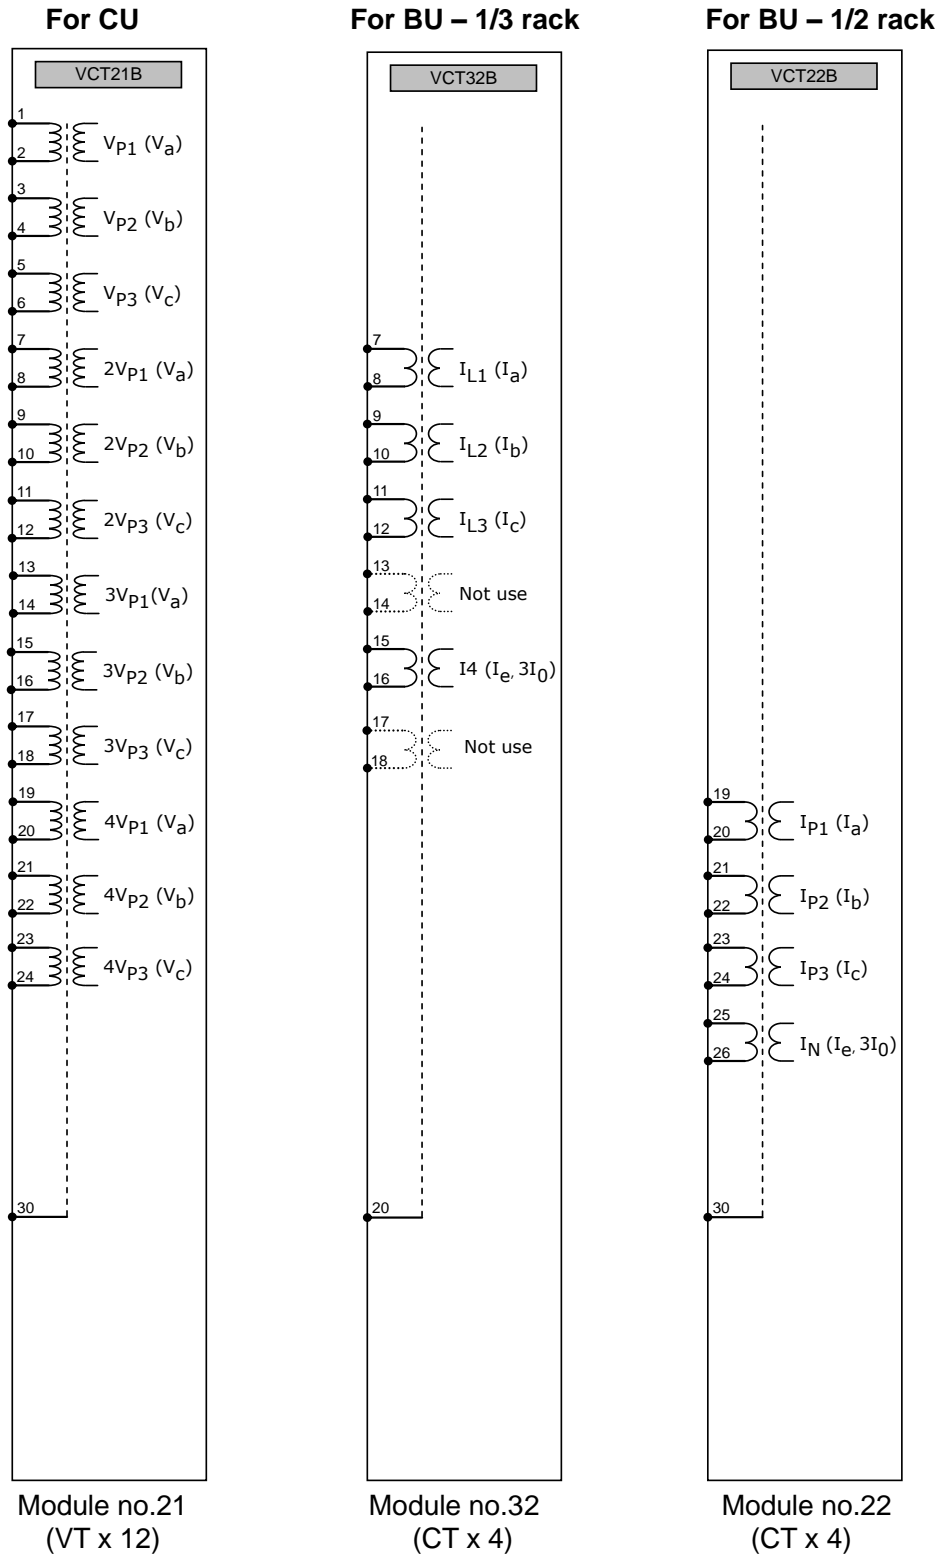 For CU
VCT21B
1
2
VP1 (Va)
3
4
VP2 (Vb)
5
6
VP3 (Vc)
7
8
2VP1 (Va)
9
10
2VP2 (Vb)
11
12
2VP3 (Vc)
13
14
3VP1(Va)
15
16
3VP2 (Vb)
17
18
3VP3 (Vc)
19
20
4VP1 (Va)
21
22
4VP2 (Vb)
23
24
4VP3 (Vc)
30
Module no.21
(VT x 12)
For BU – 1/3 rack
VCT32B
7
8
IL1 (Ia)
9
10
IL2 (Ib)
11
12
IL3 (Ic)
13
14
Not use
15
16
I4 (Ie, 3I0)
17
18
Not use
20
Module no.32
(CT x 4)
For BU – 1/2 rack
VCT22B
19
20
IP1 (Ia)
21
22
IP2 (Ib)
23
24
IP3 (Ic)
25
26
IN (Ie, 3I0)
30
Module no.22
(CT x 4)